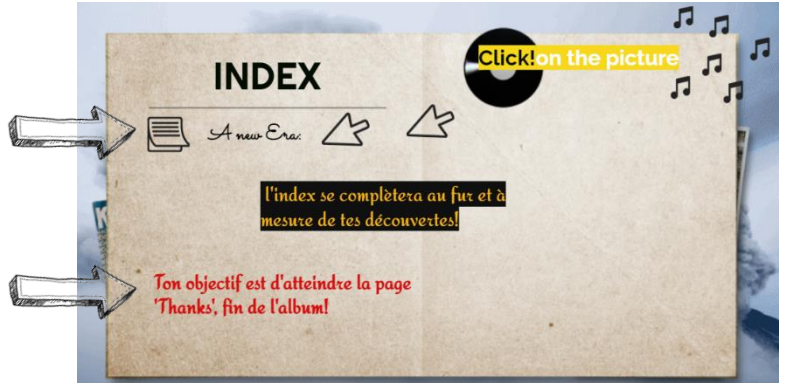 Click!on the picture
INDEX
A new Era:
l'index se complètera au fur et à
mesure de tes découvertes!
Ton objectif est d'atteindre la page
'Thanks', fin de l'album!